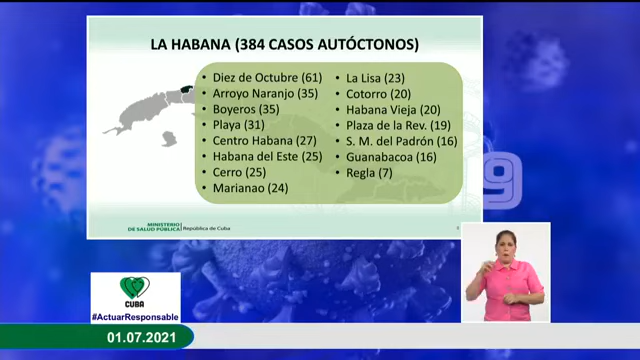 LA HABANA (384 CASOS AUTÓCTONOS)
• Diez de Octubre (61)
• Arroyo Naranjo (35)
• Boyeros (35)
• Playa (31)
• Centro Habana (27)
• Habana del Este (25)
• Cerro (25)
• Marianao (24)
• La Lisa (23)
• Cotorro (20)
• Habana Vieja (20)
• Plaza de la Rev. (19)
• S. M. del Padrón (16)
• Guanabacoa (16)
• Regla (7)
MINISTERIO
DE SALUD PÚBLICA
República de Cuba
9
CUBA
#ActuarResponsable
01.07.2021